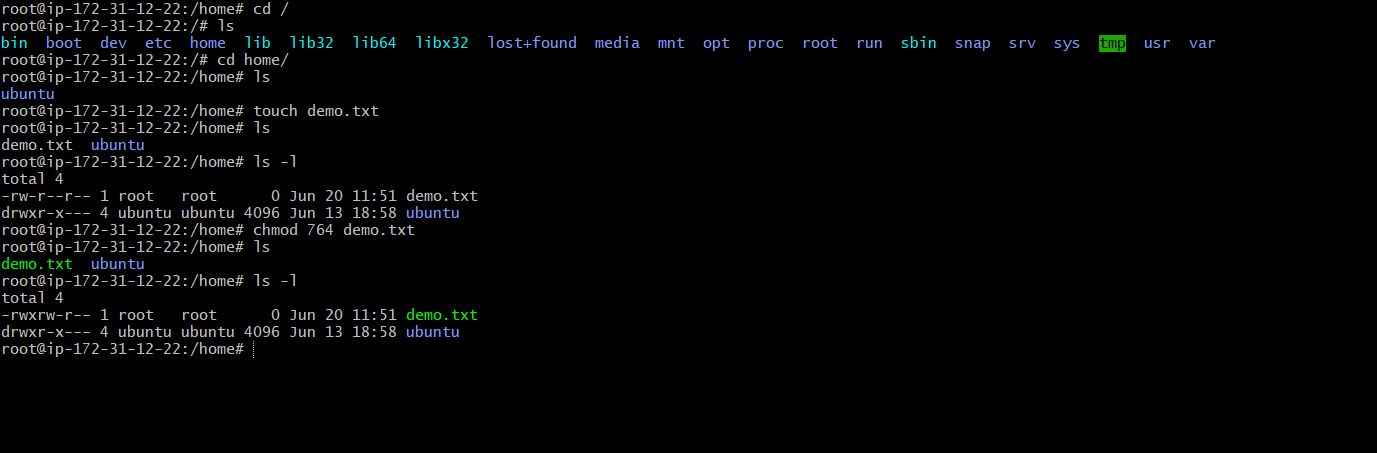 root@ip-172-31-12-22:/home# cd /
root@ip-172-31-12-22:/# ls
bin  boot  dev  etc  home  lib  lib32  lib64  libx32  lost+found  media  mnt  opt  proc  root  run  sbin  snap  srv  sys  tmp  usr  var
root@ip-172-31-12-22:/# cd home/
root@ip-172-31-12-22:/home# ls
ubuntu
root@ip-172-31-12-22:/home# touch demo.txt
root@ip-172-31-12-22:/home# ls
demo.txt  ubuntu
root@ip-172-31-12-22:/home# ls -l
total 4
-rw-r--r-- 1 root   root      0 Jun 20 11:51 demo.txt
drwxr-x--- 4 ubuntu ubuntu 4096 Jun 13 18:58 ubuntu
root@ip-172-31-12-22:/home# chmod 764 demo.txt
root@ip-172-31-12-22:/home# ls
demo.txt  ubuntu
root@ip-172-31-12-22:/home# ls -l
total 4
-rwxrw-r-- 1 root   root      0 Jun 20 11:51 demo.txt
drwxr-x--- 4 ubuntu ubuntu 4096 Jun 13 18:58 ubuntu
root@ip-172-31-12-22:/home#